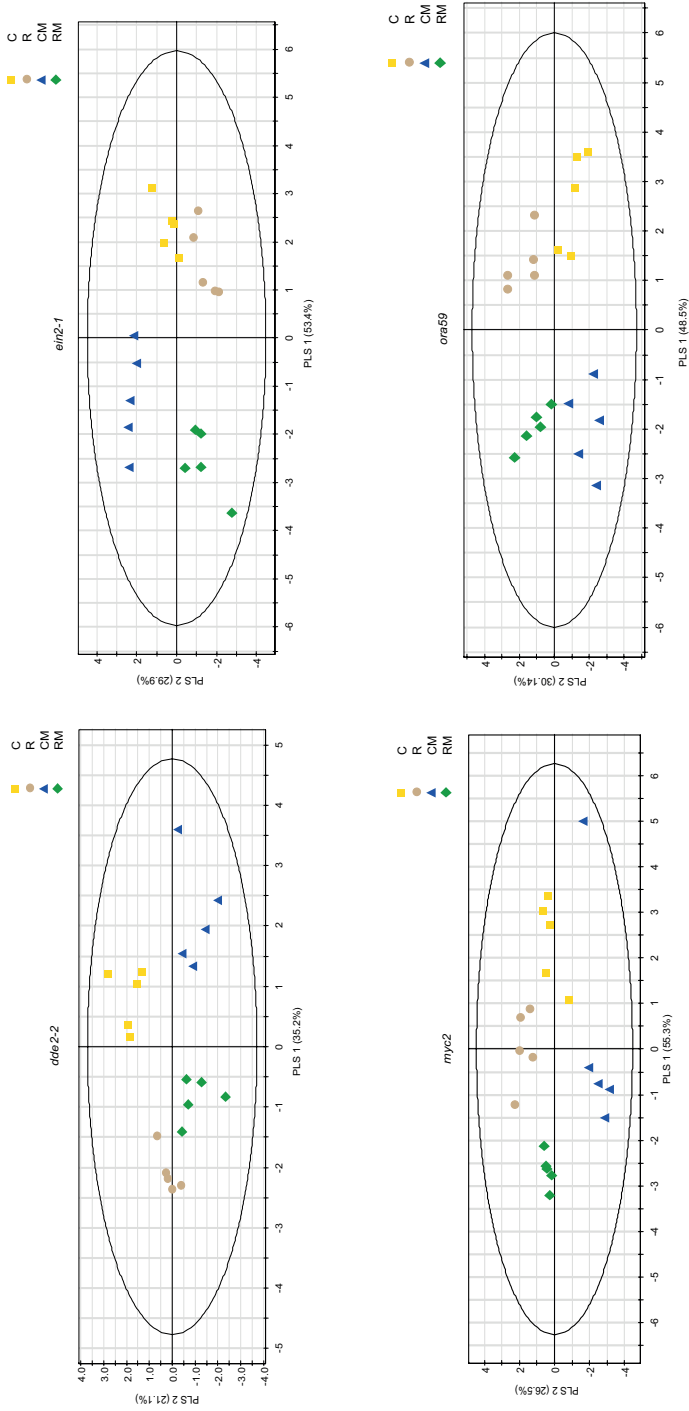 dde2-2
C
R
CM
RM
PLS 2 (21.1%)
4.0
3.0
2.0
1.0
0.0
-1.0
-2.0
-3.0
-4.0
-5 -4 -3 -2 -1 0 1 2 3 4 5
PLS 1 (35.2%)
ein2-1
C
R
CM
RM
PLS 2 (29.9%)
4
2
0
-2
-4
-6 -5 -4 -3 -2 -1 0 1 2 3 4 5 6
PLS 1 (53.4%)
myc2
C
R
CM
RM
PLS 2 (26.5%)
4
2
0
-2
-4
-6 -5 -4 -3 -2 -1 0 1 2 3 4 5 6
PLS 1 (55.3%)
ora59
C
R
CM
RM
PLS 2 (30.14%)
4
2
0
-2
-4
-6 -5 -4 -3 -2 -1 0 1 2 3 4 5 6
PLS 1 (48.5%)